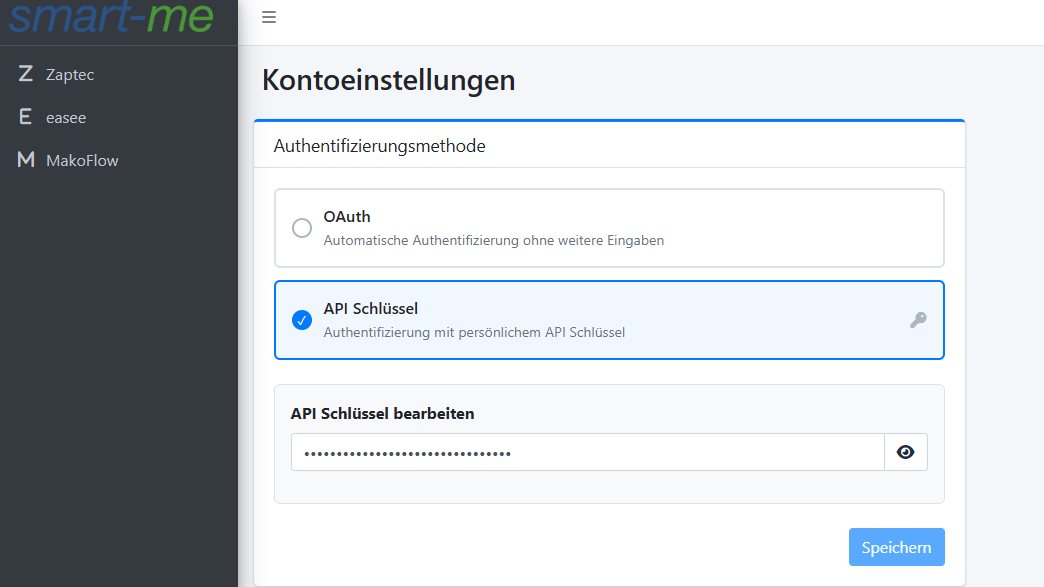 smart-me
Z Zaptec
E easee
M MakoFlow
Kontoeinstellungen
Authentifizierungsmethode
OAuth
Automatische Authentifizierung ohne weitere Eingaben
API Schlüssel
Authentifizierung mit persönlichem API Schlüssel
API Schlüssel bearbeiten
••••••••••••••••••••••••••••••••
Speichern